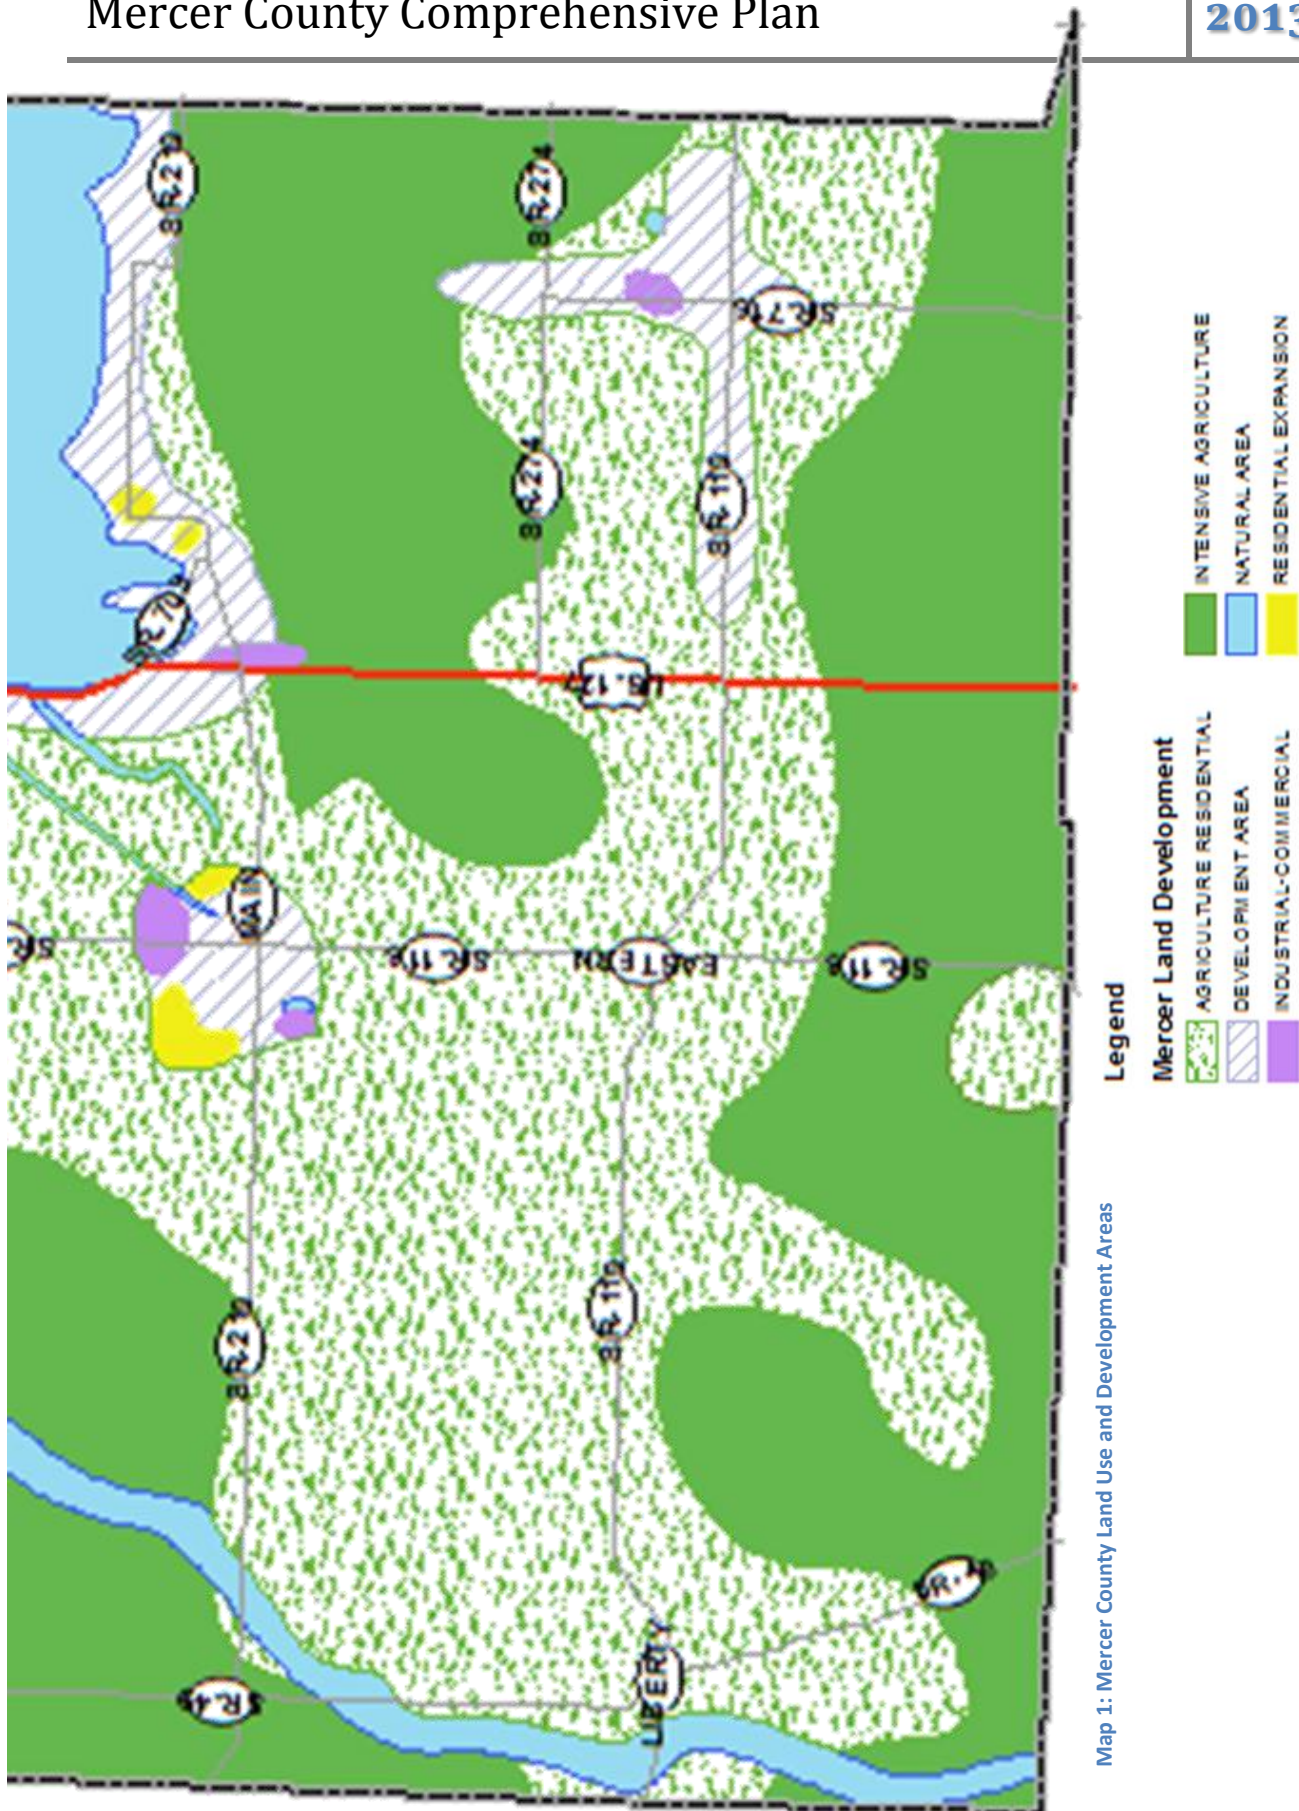 Mercer County Comprehensive Plan
2013
SR 219
SR 274
SR 716
SR 274
SR 119
SR 703
U.S. 127
MAIN
SR 118
EASTERN
SR 118
SR 219
SR 119
SR 49
LIBERTY
SR 49
Legend
Mercer Land Development
AGRICULTURE RESIDENTIAL
DEVELOPMENT AREA
INDUSTRIAL-COMMERCIAL
INTENSIVE AGRICULTURE
NATURAL AREA
RESIDENTIAL EXPANSION
Map 1: Mercer County Land Use and Development Areas